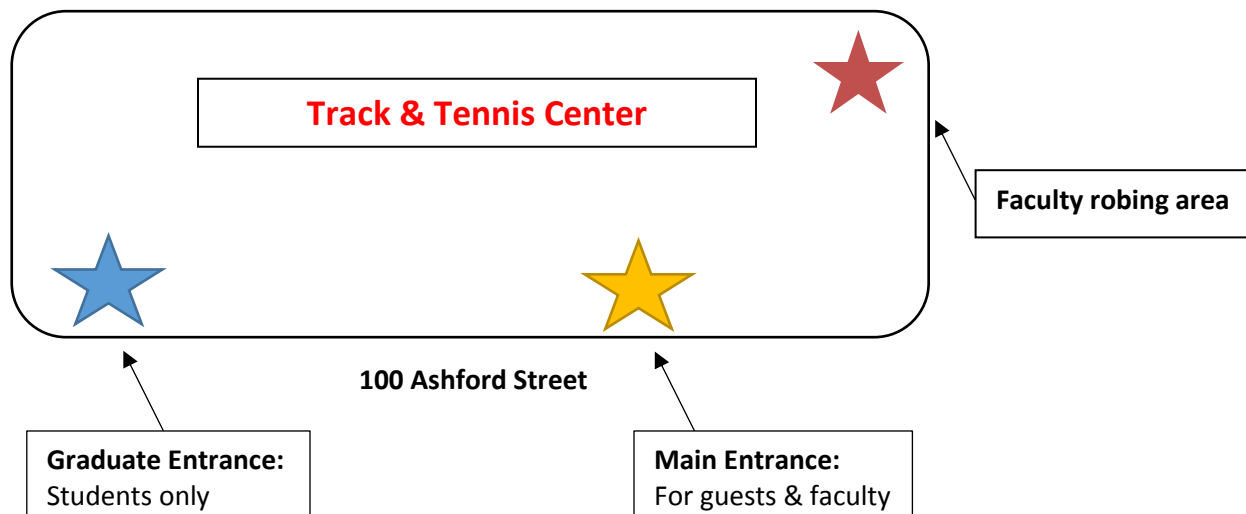 Track & Tennis Center
Faculty robing area
100 Ashford Street
Graduate Entrance:
Students only
Main Entrance:
For guests & faculty